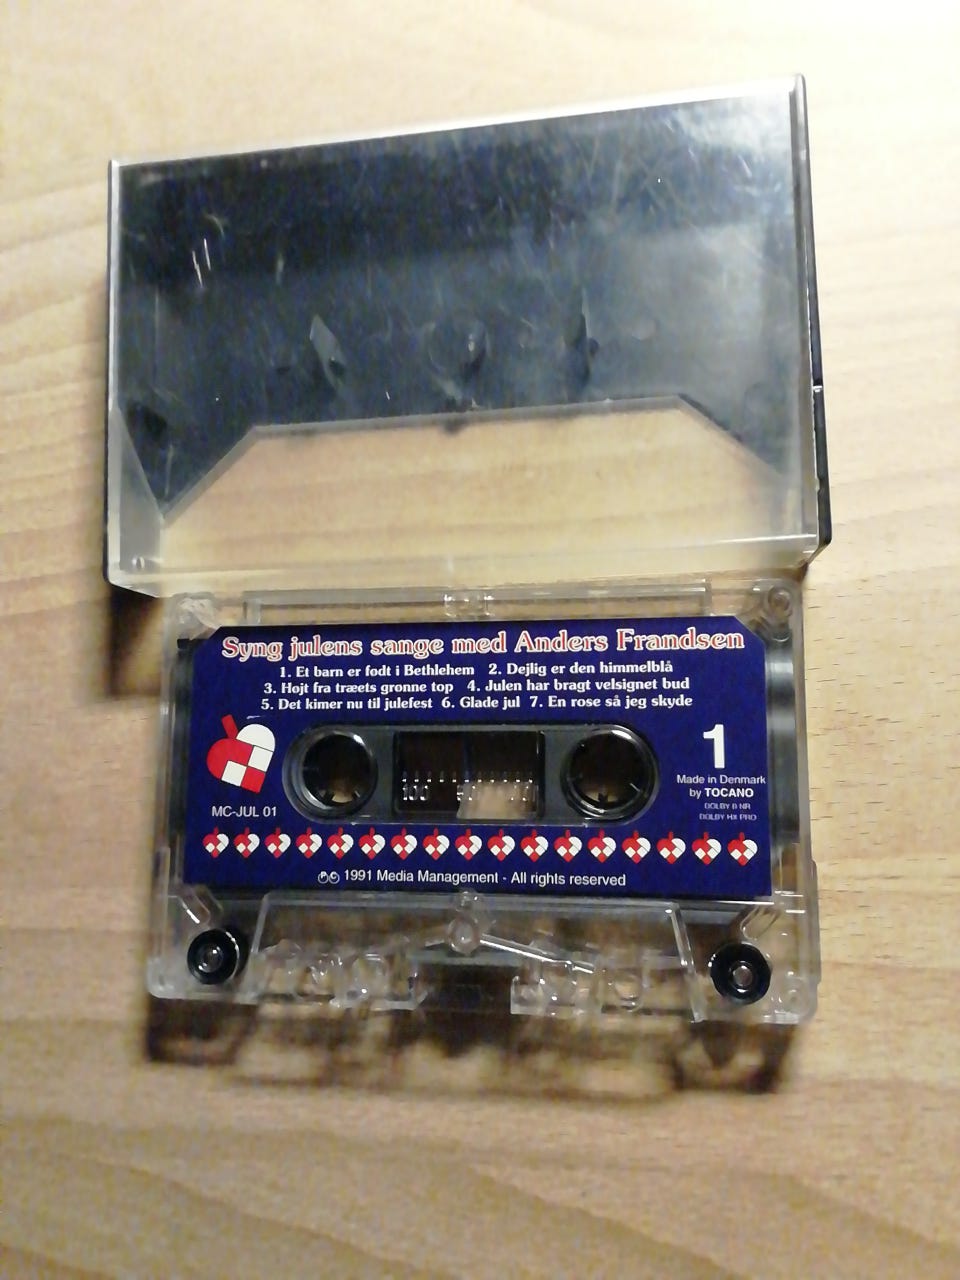 Syng julens sange med Anders Frandsen
1. Et barn er født i Bethlehem 2. Dejlig er den himmelblå
3. Højt fra træets grønne top 4. Julen har bragt velsignet bud
5. Det kimer nu til julefest 6. Glade jul 7. En rose så jeg skyde
1
Made in Denmark
by TOCANO
DOLBY B NR
DOLBY HX PRO
MC-JUL 01
100 50
℗© 1991 Media Management - All rights reserved